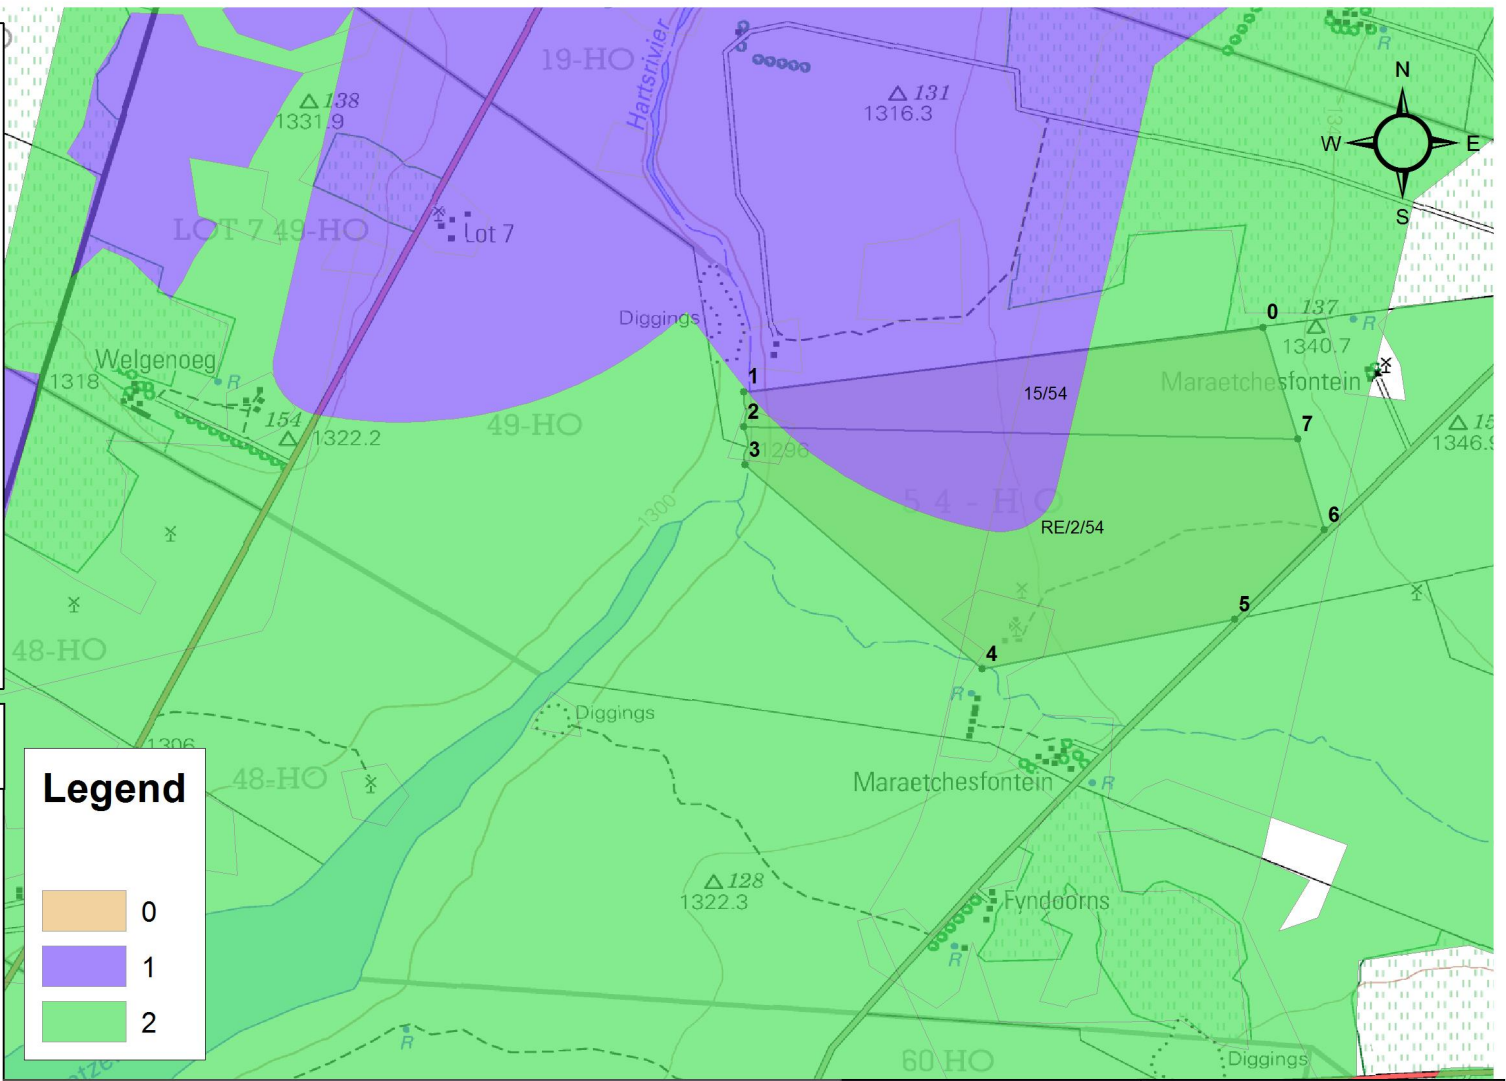 19-HO
Hartsrivier
R
N
W
E
S
138
1331.9
131
1316.3
LOT 7 49-HO
Lot 7
Diggings
0
137
R
1340.7
Welgenoeg
1318
R
Maraetchesfontein
1
15/54
154
1322.2
49-HO
2
7
1346.9
3
1296
54-HO
1300
6
RE/2/54
5
48-HO
4
R
Diggings
1306
48-HO
Maraetchesfontein
R
Legend
0
1
2
128
1322.3
Fyndoorns
R
R
60 HO
Diggings